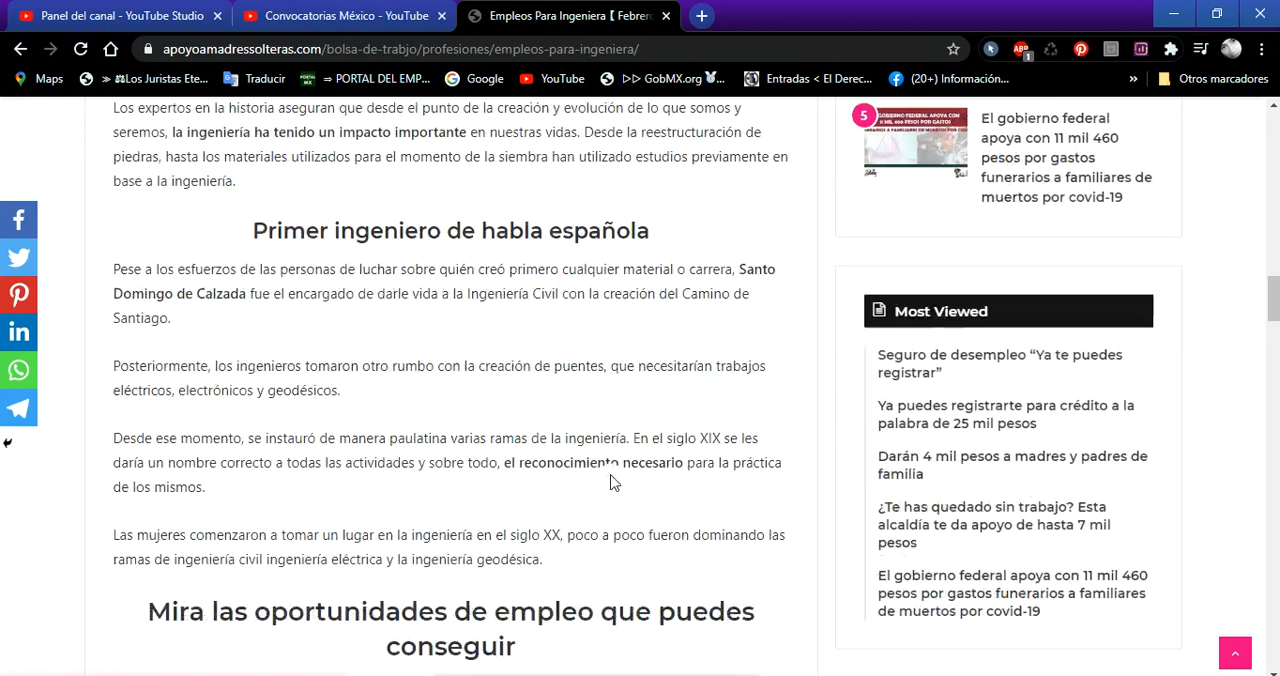 Panel del canal - YouTube Studio
Convocatorias México - YouTube
Empleos Para Ingeniera 【 Febrero
apoyoamadressolteras.com/bolsa-de-trabjo/profesiones/empleos-para-ingeniera/
ABP
1
Maps
» ⚖Los Juristas Ete...
Traducir
⇒ PORTAL DEL EMP...
Google
YouTube
▷▷ GobMX.org
Entradas < El Derec...
(20+) Información...
»
Otros marcadores
Los expertos en la historia aseguran que desde el punto de la creación y evolución de lo que somos y
seremos, la ingeniería ha tenido un impacto importante en nuestras vidas. Desde la reestructuración de
piedras, hasta los materiales utilizados para el momento de la siembra han utilizado estudios previamente en
base a la ingeniería.
Primer ingeniero de habla española
Pese a los esfuerzos de las personas de luchar sobre quién creó primero cualquier material o carrera, Santo
Domingo de Calzada fue el encargado de darle vida a la Ingeniería Civil con la creación del Camino de
Santiago.
Posteriormente, los ingenieros tomaron otro rumbo con la creación de puentes, que necesitarían trabajos
eléctricos, electrónicos y geodésicos.
Desde ese momento, se instauró de manera paulatina varias ramas de la ingeniería. En el siglo XIX se les
daría un nombre correcto a todas las actividades y sobre todo, el reconocimiento necesario para la práctica
de los mismos.
Las mujeres comenzaron a tomar un lugar en la ingeniería en el siglo XX, poco a poco fueron dominando las
ramas de ingeniería civil ingeniería eléctrica y la ingeniería geodésica.
Mira las oportunidades de empleo que puedes
conseguir
5
El gobierno federal
apoya con 11 mil 460
pesos por gastos
funerarios a familiares de
muertos por covid-19
Most Viewed
Seguro de desempleo “Ya te puedes
registrar”
Ya puedes registrarte para crédito a la
palabra de 25 mil pesos
Darán 4 mil pesos a madres y padres de
familia
¿Te has quedado sin trabajo? Esta
alcaldía te da apoyo de hasta 7 mil
pesos
El gobierno federal apoya con 11 mil 460
pesos por gastos funerarios a familiares
de muertos por covid-19